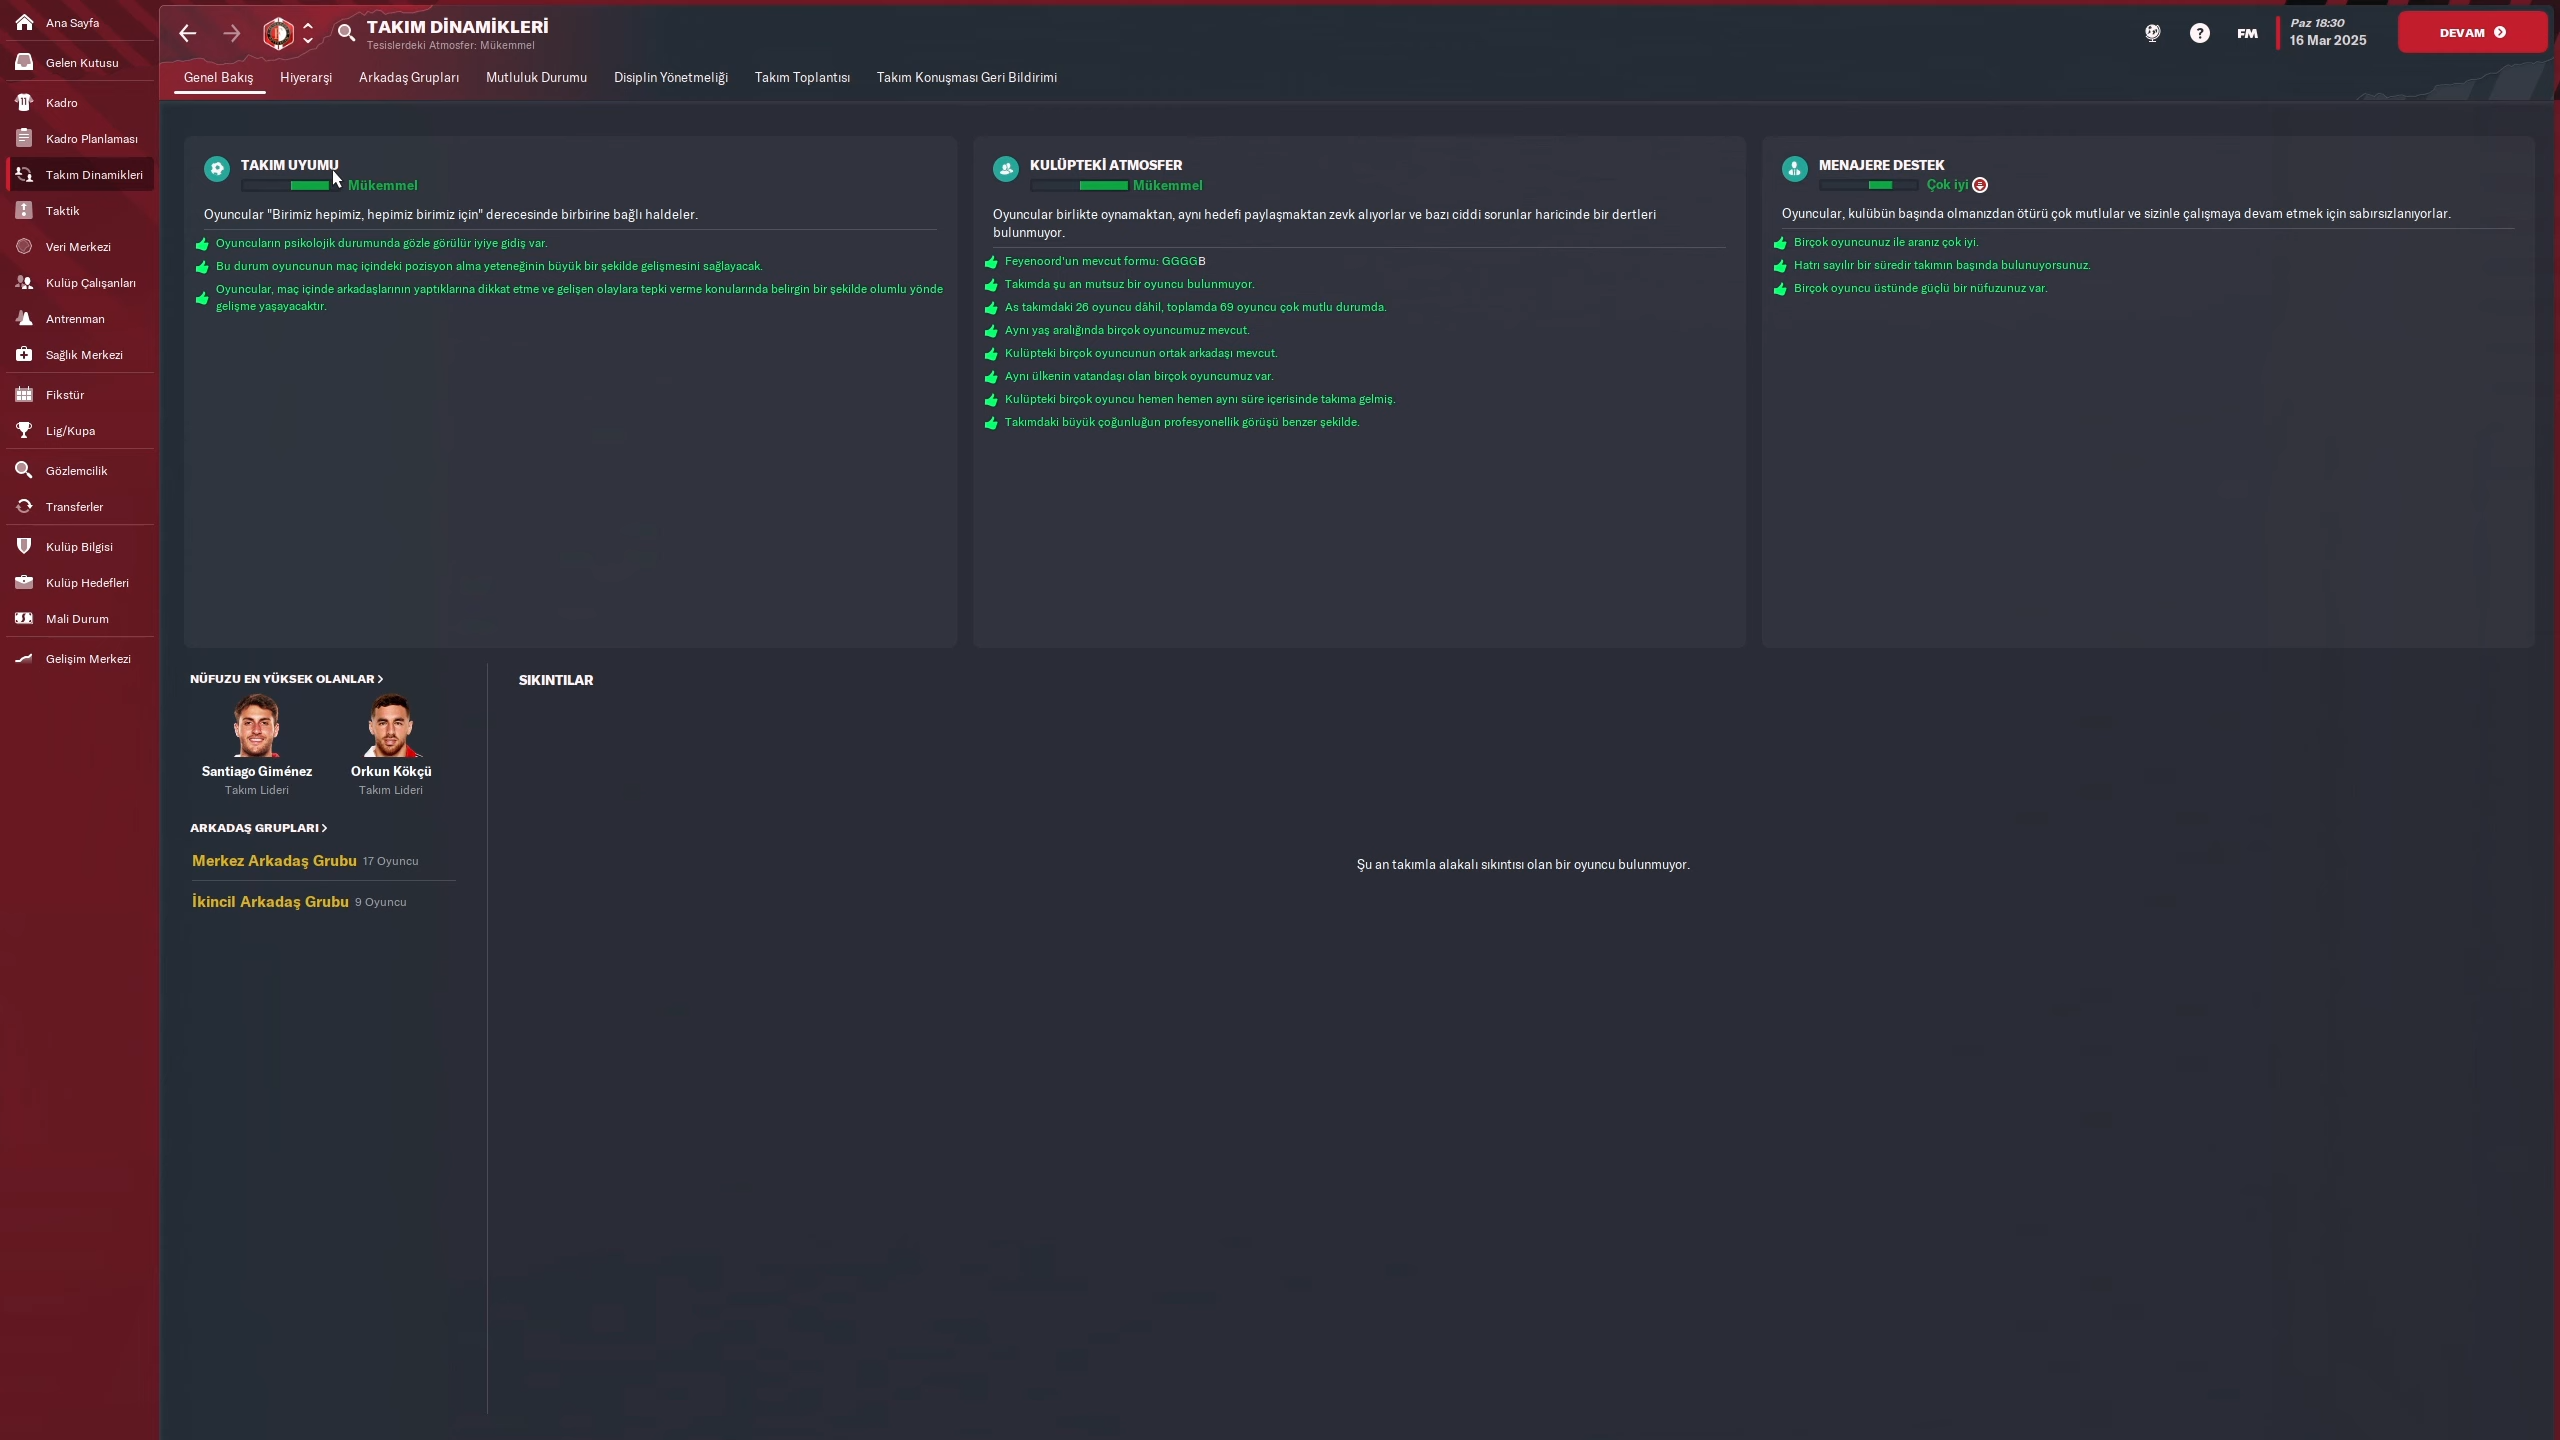 Ana Sayfa
Gelen Kutusu
Kadro
Kadro Planlaması
Takım Dinamikleri
Taktik
Veri Merkezi
Kulüp Çalışanları
Antrenman
Sağlık Merkezi
Fikstür
Lig/Kupa
Gözlemcilik
Transferler
Kulüp Bilgisi
Kulüp Hedefleri
Mali Durum
Gelişim Merkezi
TAKIM DİNAMİKLERİ
Tesislerdeki Atmosfer: Mükemmel
FM
Paz 18:30
16 Mar 2025
DEVAM
Genel Bakış Hiyerarşi Arkadaş Grupları Mutluluk Durumu Disiplin Yönetmeliği Takım Toplantısı Takım Konuşması Geri Bildirimi
TAKIM UYUMU
Mükemmel
Oyuncular "Birimiz hepimiz, hepimiz birimiz için" derecesinde birbirine bağlı haldeler.
Oyuncuların psikolojik durumunda gözle görülür iyiye gidiş var.
Bu durum oyuncunun maç içindeki pozisyon alma yeteneğinin büyük bir şekilde gelişmesini sağlayacak.
Oyuncular, maç içinde arkadaşlarının yaptıklarına dikkat etme ve gelişen olaylara tepki verme konularında belirgin bir şekilde olumlu yönde
gelişme yaşayacaktır.
KULÜPTEKİ ATMOSFER
Mükemmel
Oyuncular birlikte oynamaktan, aynı hedefi paylaşmaktan zevk alıyorlar ve bazı ciddi sorunlar haricinde bir dertleri
bulunmuyor.
Feyenoord'un mevcut formu: GGGGB
Takımda şu an mutsuz bir oyuncu bulunmuyor.
As takımdaki 26 oyuncu dâhil, toplamda 69 oyuncu çok mutlu durumda.
Aynı yaş aralığında birçok oyuncumuz mevcut.
Kulüpteki birçok oyuncunun ortak arkadaşı mevcut.
Aynı ülkenin vatandaşı olan birçok oyuncumuz var.
Kulüpteki birçok oyuncu hemen hemen aynı süre içerisinde takıma gelmiş.
Takımdaki büyük çoğunluğun profesyonellik görüşü benzer şekilde.
MENAJERE DESTEK
Çok iyi
Oyuncular, kulübün başında olmanızdan ötürü çok mutlular ve sizinle çalışmaya devam etmek için sabırsızlanıyorlar.
Birçok oyuncunuz ile aranız çok iyi.
Hatrı sayılır bir süredir takımın başında bulunuyorsunuz.
Birçok oyuncu üstünde güçlü bir nüfuzunuz var.
NÜFUZU EN YÜKSEK OLANLAR
Santiago Giménez
Takım Lideri
Orkun Kökçü
Takım Lideri
ARKADAŞ GRUPLARI
Merkez Arkadaş Grubu 17 Oyuncu
İkincil Arkadaş Grubu 9 Oyuncu
SIKINTILAR
Şu an takımla alakalı sıkıntısı olan bir oyuncu bulunmuyor.